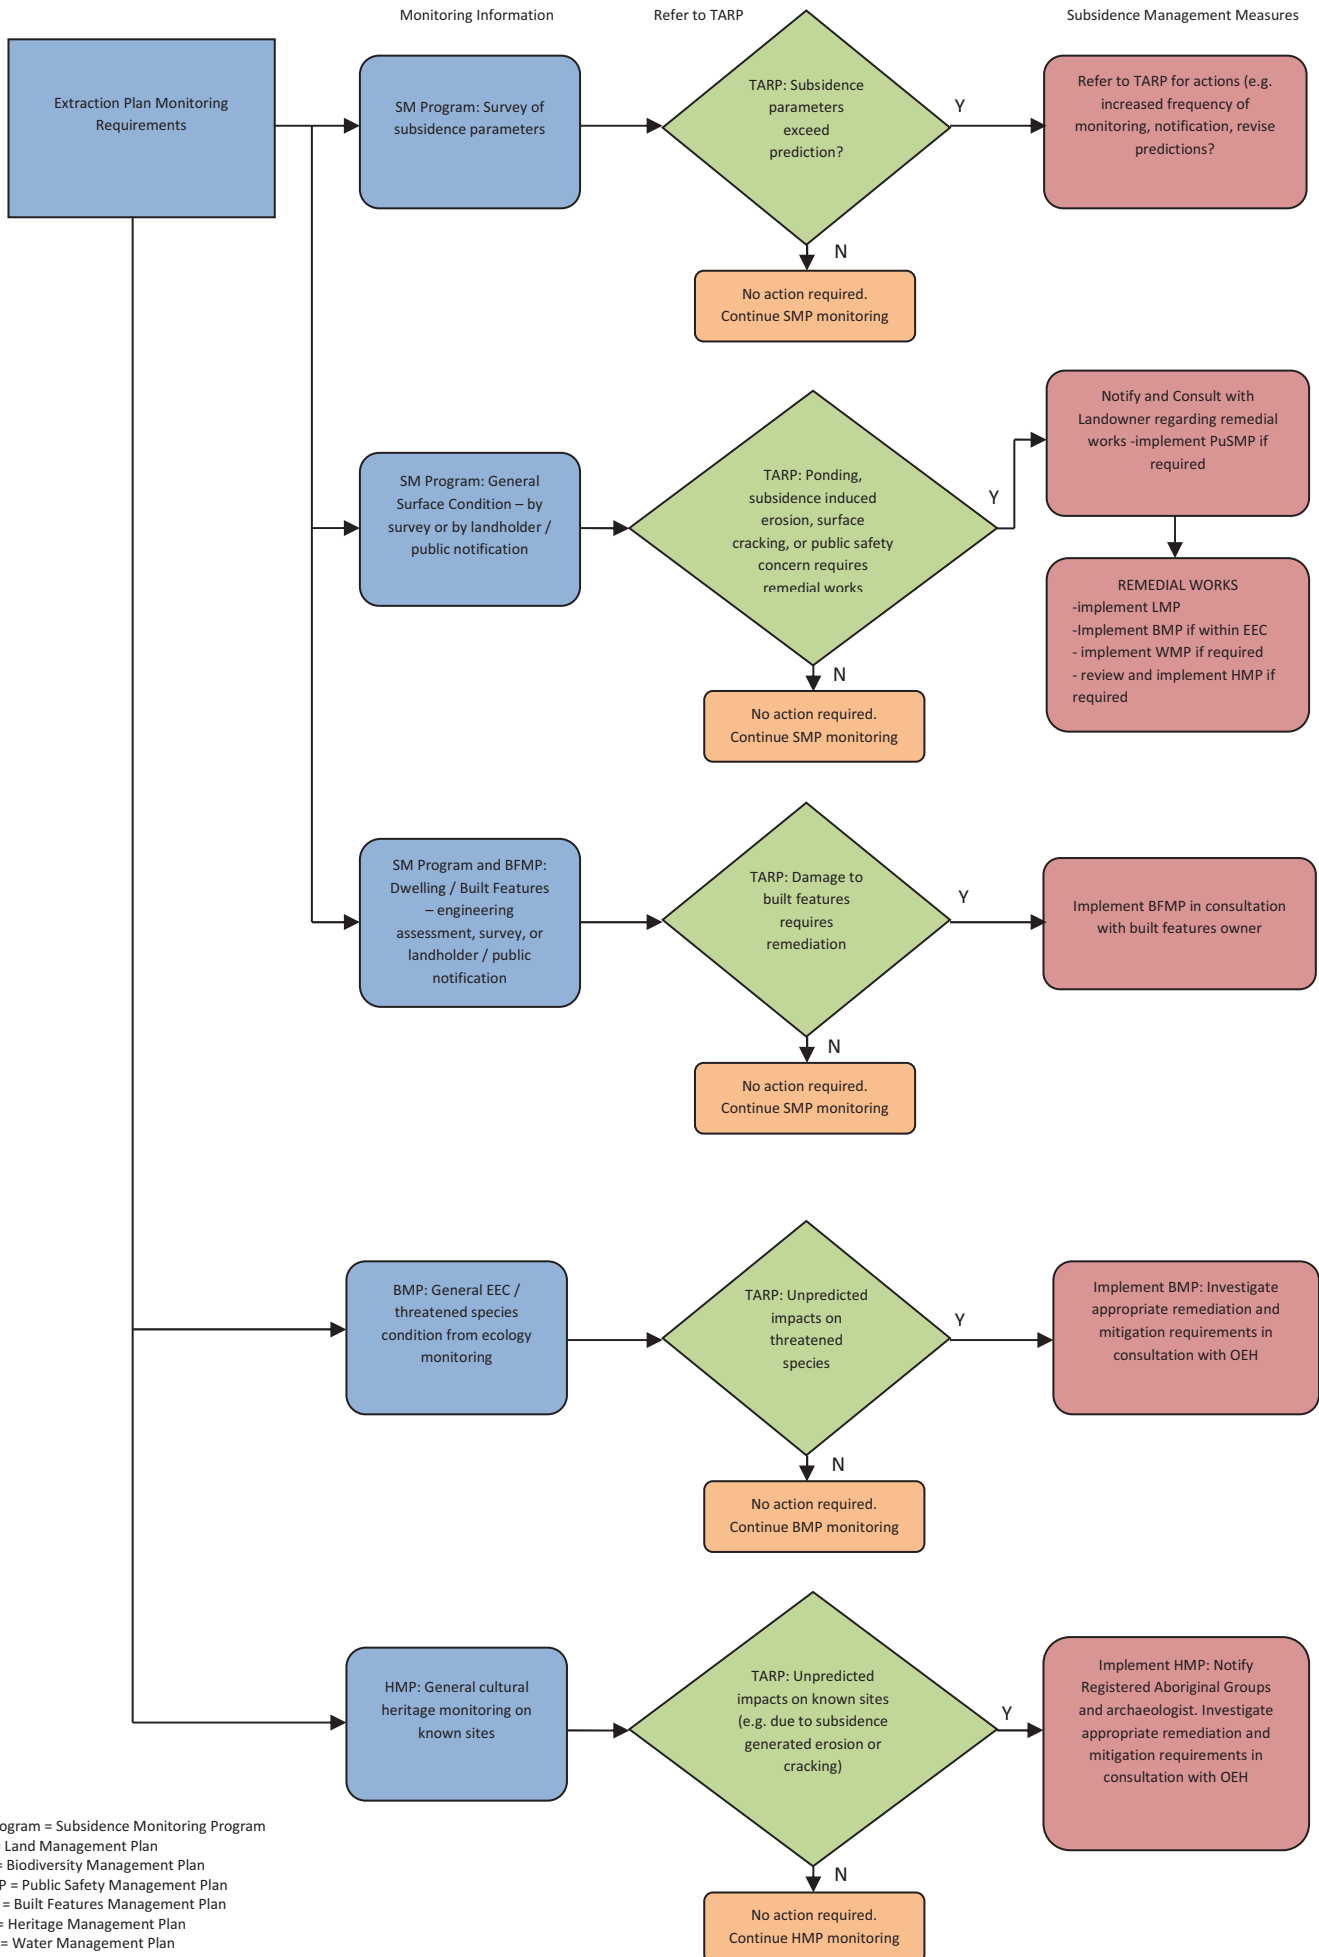 Monitoring Information
Refer to TARP
Subsidence Management Measures
Extraction Plan Monitoring
Requirements
SM Program: Survey of
subsidence parameters
TARP: Subsidence
parameters
exceed
prediction?
Y
Refer to TARP for actions (e.g.
increased frequency of
monitoring, notification, revise
predictions?
N
No action required.
Continue SMP monitoring
SM Program: General
Surface Condition – by
survey or by landholder /
public notification
TARP: Ponding,
subsidence induced
erosion, surface
cracking, or public safety
concern requires
remedial works
Y
Notify and Consult with
Landowner regarding remedial
works -implement PuSMP if
required
REMEDIAL WORKS
-implement LMP
-Implement BMP if within EEC
- implement WMP if required
- review and implement HMP if
required
N
No action required.
Continue SMP monitoring
SM Program and BFMP:
Dwelling / Built Features
– engineering
assessment, survey, or
landholder / public
notification
TARP: Damage to
built features
requires
remediation
Y
Implement BFMP in consultation
with built features owner
N
No action required.
Continue SMP monitoring
BMP: General EEC /
threatened species
condition from ecology
monitoring
TARP: Unpredicted
impacts on
threatened
species
Y
Implement BMP: Investigate
appropriate remediation and
mitigation requirements in
consultation with OEH
N
No action required.
Continue BMP monitoring
HMP: General cultural
heritage monitoring on
known sites
TARP: Unpredicted
impacts on known sites
(e.g. due to subsidence
generated erosion or
cracking)
Y
Implement HMP: Notify
Registered Aboriginal Groups
and archaeologist. Investigate
appropriate remediation and
mitigation requirements in
consultation with OEH
N
No action required.
Continue HMP monitoring
ogram = Subsidence Monitoring Program
= Land Management Plan
= Biodiversity Management Plan
P = Public Safety Management Plan
= Built Features Management Plan
= Heritage Management Plan
= Water Management Plan